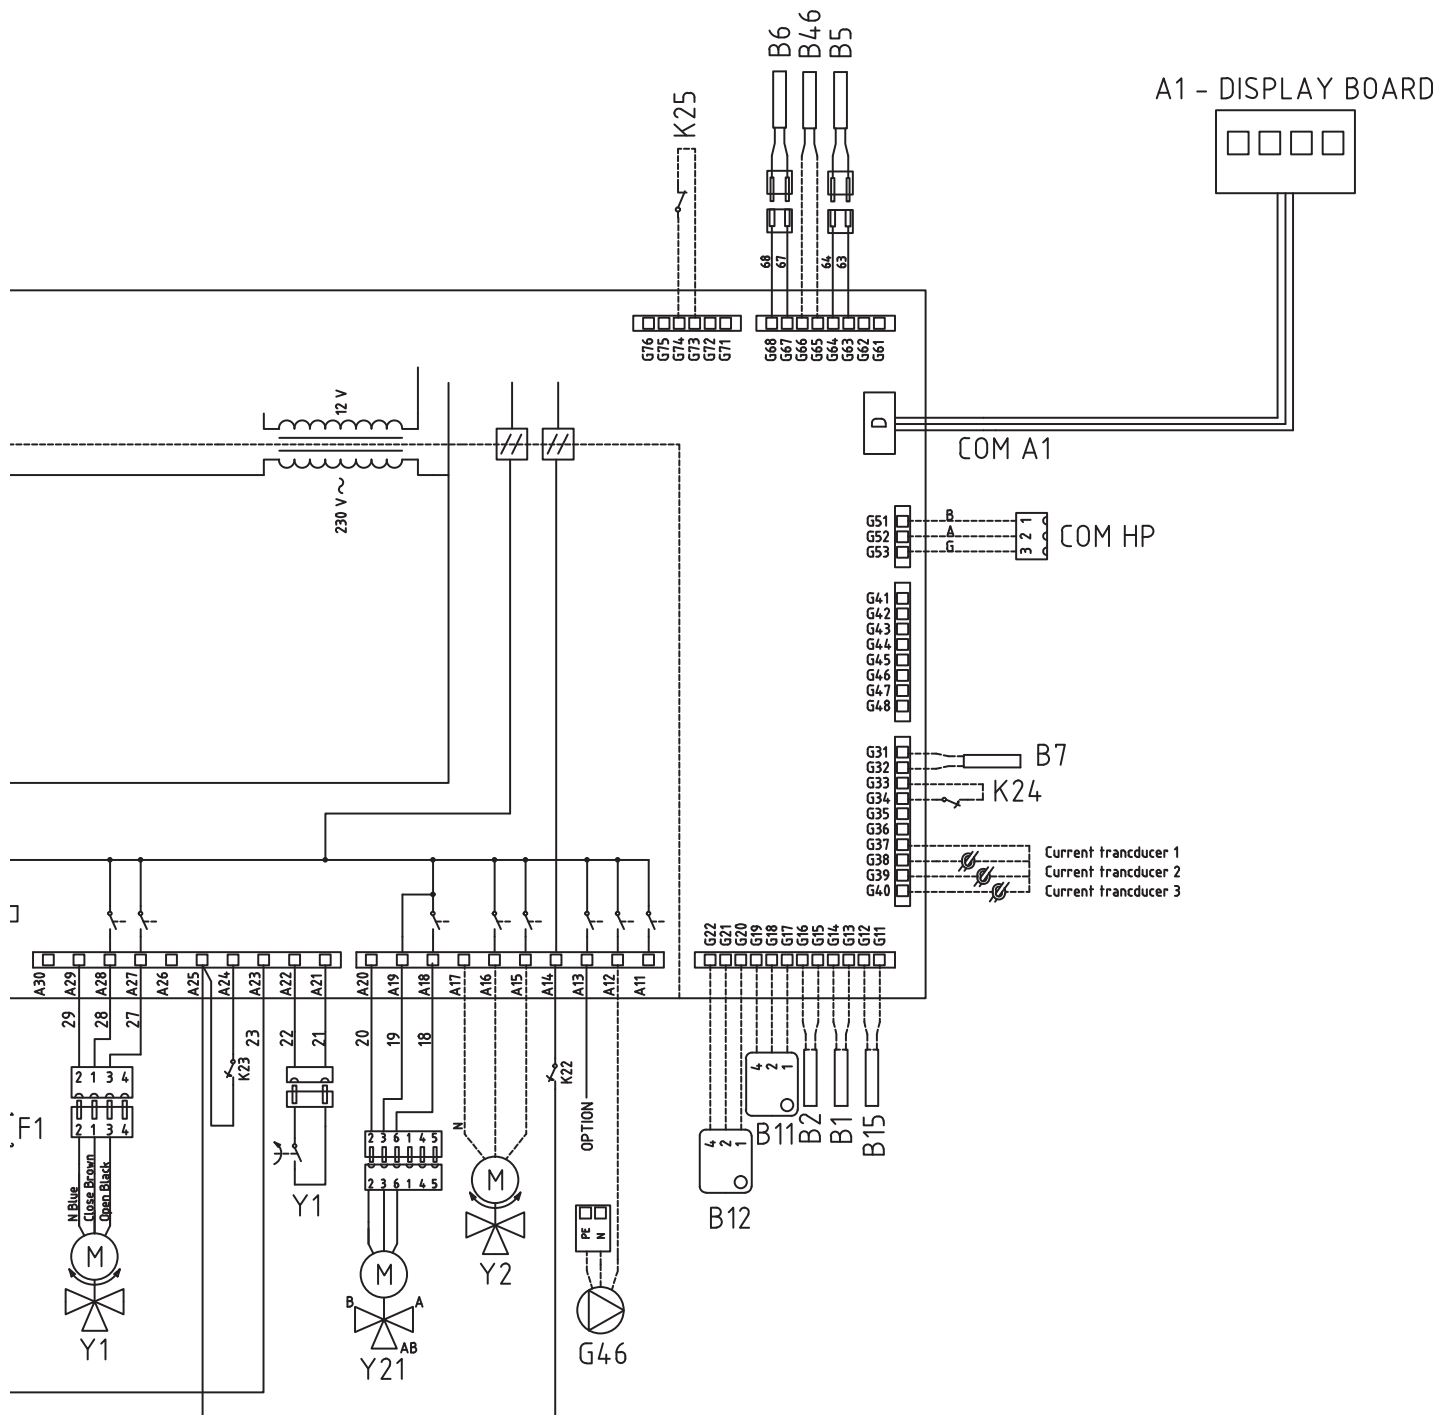 B6
B46
B5
K25
A1 - DISPLAY BOARD
68
67
64
63
G76
G75
G74
G73
G72
G71
G68
G67
G66
G65
G64
G63
G62
G61
12 V
230 V ~
D
COM A1
G51
G52
G53
B
A
G
1
2
3
COM HP
G41
G42
G43
G44
G45
G46
G47
G48
G31
G32
G33
G34
G35
G36
G37
G38
G39
G40
B7
K24
Current trancducer 1
Current trancducer 2
Current trancducer 3
G22
G21
G20
G19
G18
G17
G16
G15
G14
G13
G12
G11
A30
A29
A28
A27
A26
A25
A24
A23
A22
A21
A20
A19
A18
A17
A16
A15
A14
A13
A12
A11
29
28
27
23
22
21
20
19
18
K23
K22
2 1 3 4
2 1 3 4
F1
N Blue
Close Brown
Open Black
M
Y1
Y1
2 3 6 1 4 5
2 3 6 1 4 5
M
B
A
AB
Y21
N
M
Y2
OPTION
PE
N
G46
4
2
1
B11
B2
B1
B15
4
2
1
B12